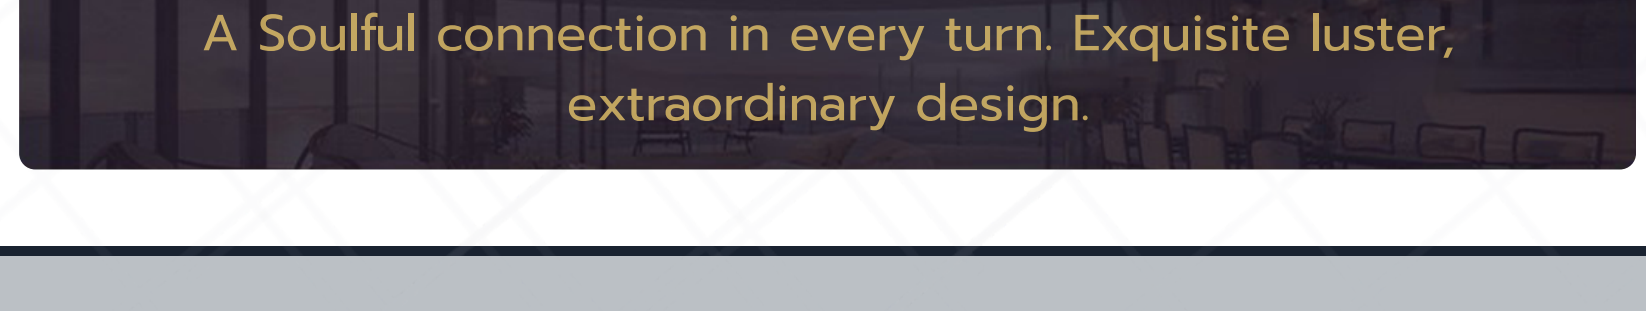 A Soulful connection in every turn. Exquisite luster,
extraordinary design.